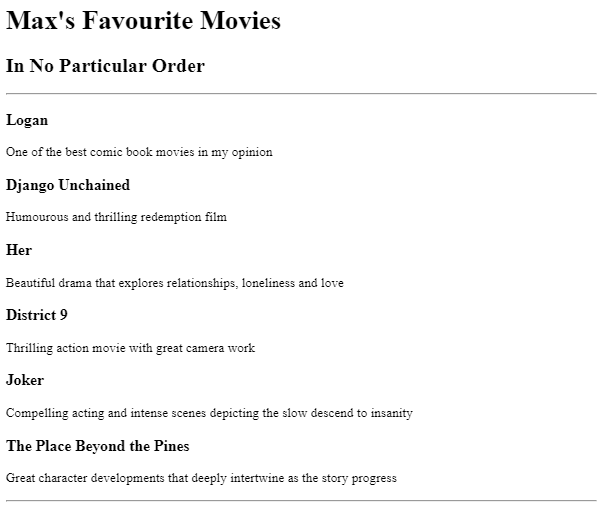 Max's Favourite Movies
In No Particular Order
Logan
One of the best comic book movies in my opinion
Django Unchained
Humourous and thrilling redemption film
Her
Beautiful drama that explores relationships, loneliness and love
District 9
Thrilling action movie with great camera work
Joker
Compelling acting and intense scenes depicting the slow descend to insanity
The Place Beyond the Pines
Great character developments that deeply intertwine as the story progress